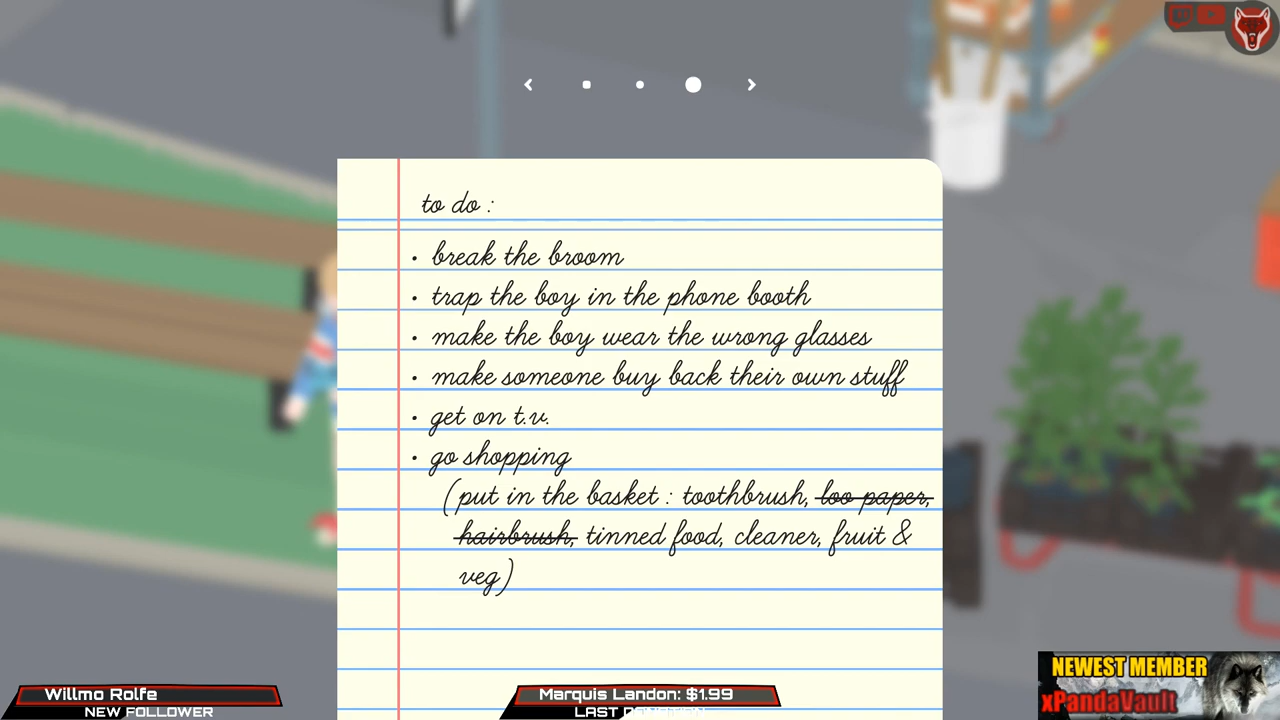 to do :
• break the broom
• trap the boy in the phone booth
• make the boy wear the wrong glasses
• make someone buy back their own stuff
• get on t.v.
• go shopping
(put in the basket : toothbrush, loo paper,
hairbrush, tinned food, cleaner, fruit &
veg)
Willmo Rolfe
NEW FOLLOWER
Marquis Landon: $1.99
LAST DONATION
NEWEST MEMBER
xPandaVault